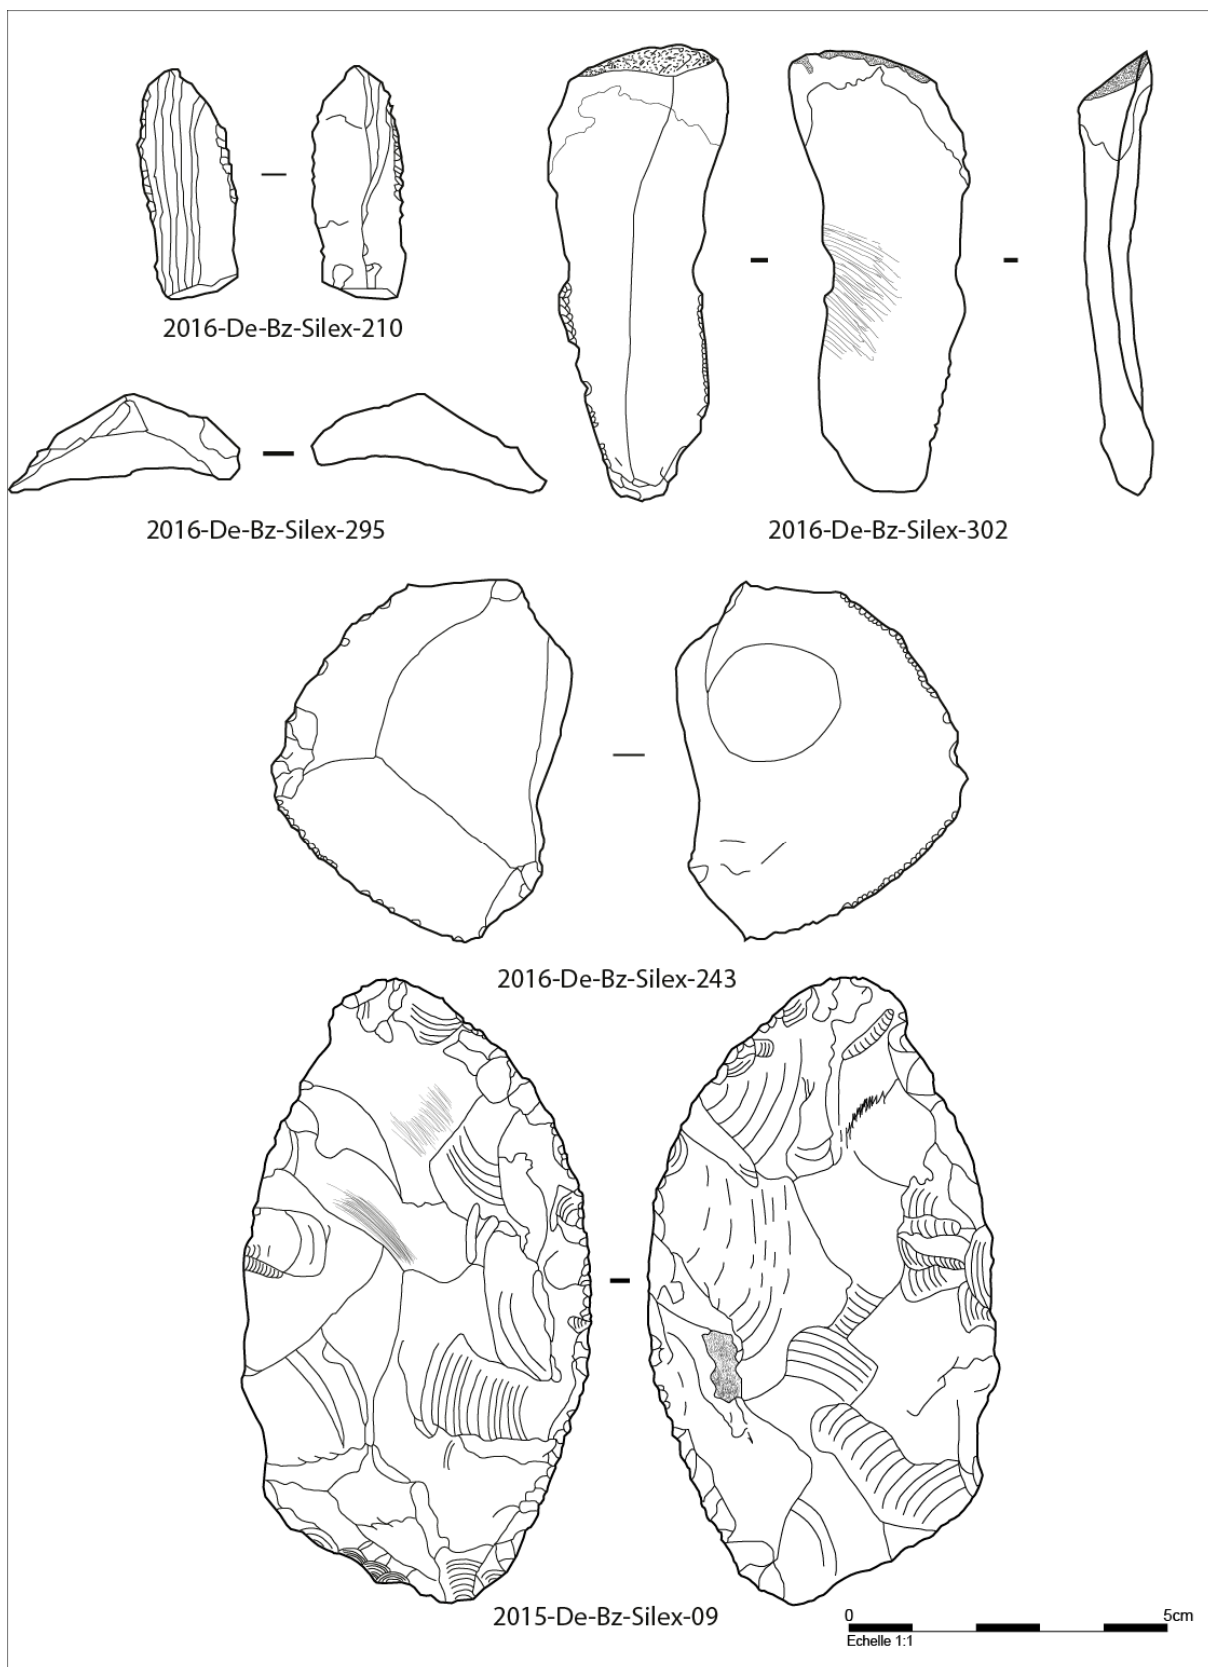 2016-De-Bz-Silex-210
2016-De-Bz-Silex-295
2016-De-Bz-Silex-302
2016-De-Bz-Silex-243
2015-De-Bz-Silex-09
0 5cm
Echelle 1:1